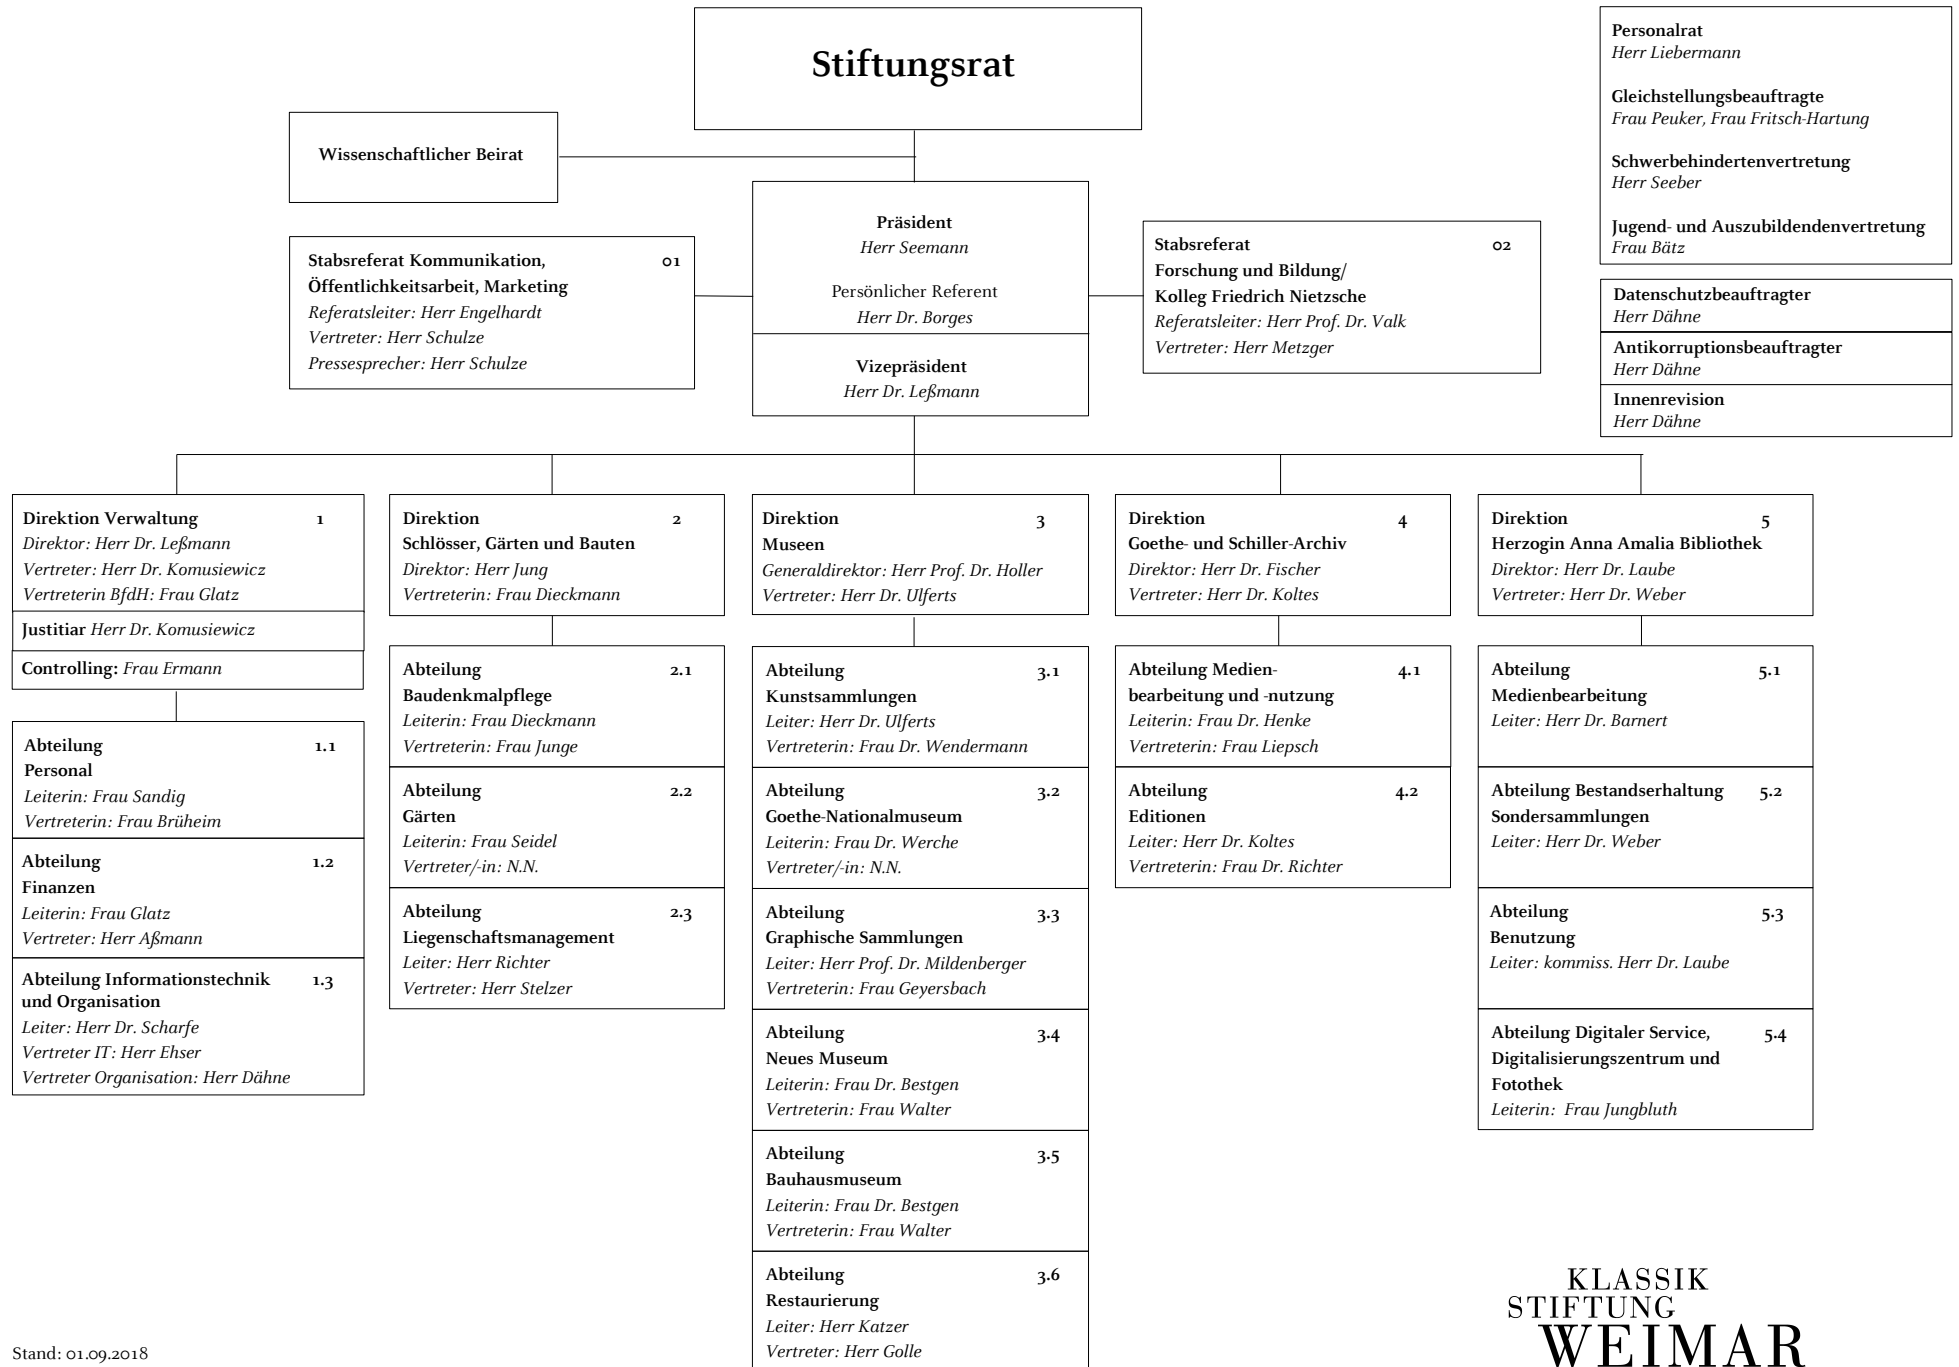 Stiftungsrat
Wissenschaftlicher Beirat
Präsident
Herr Seemann
Persönlicher Referent
Herr Dr. Borges
Vizepräsident
Herr Dr. Leßmann
Stabsreferat Kommunikation, 01
Öffentlichkeitsarbeit, Marketing
Referatsleiter: Herr Engelhardt
Vertreter: Herr Schulze
Pressesprecher: Herr Schulze
Stabsreferat 02
Forschung und Bildung/
Kolleg Friedrich Nietzsche
Referatsleiter: Herr Prof. Dr. Valk
Vertreter: Herr Metzger
Personalrat
Herr Liebermann
Gleichstellungsbeauftragte
Frau Peuker, Frau Fritsch-Hartung
Schwerbehindertenvertretung
Herr Seeber
Jugend- und Auszubildendenvertretung
Frau Bätz
Datenschutzbeauftragter
Herr Dähne
Antikorruptionsbeauftragter
Herr Dähne
Innenrevision
Herr Dähne
Direktion Verwaltung 1
Direktor: Herr Dr. Leßmann
Vertreter: Herr Dr. Komusiewicz
Vertreterin BfdH: Frau Glatz
Justitiar Herr Dr. Komusiewicz
Controlling: Frau Ermann
Abteilung 1.1
Personal
Leiterin: Frau Sandig
Vertreterin: Frau Brüheim
Abteilung 1.2
Finanzen
Leiterin: Frau Glatz
Vertreter: Herr Aßmann
Abteilung Informationstechnik 1.3
und Organisation
Leiter: Herr Dr. Scharfe
Vertreter IT: Herr Ehser
Vertreter Organisation: Herr Dähne
Direktion 2
Schlösser, Gärten und Bauten
Direktor: Herr Jung
Vertreterin: Frau Dieckmann
Abteilung 2.1
Baudenkmalpflege
Leiterin: Frau Dieckmann
Vertreterin: Frau Junge
Abteilung 2.2
Gärten
Leiterin: Frau Seidel
Vertreter/-in: N.N.
Abteilung 2.3
Liegenschaftsmanagement
Leiter: Herr Richter
Vertreter: Herr Stelzer
Direktion 3
Museen
Generaldirektor: Herr Prof. Dr. Holler
Vertreter: Herr Dr. Ulferts
Abteilung 3.1
Kunstsammlungen
Leiter: Herr Dr. Ulferts
Vertreterin: Frau Dr. Wendermann
Abteilung 3.2
Goethe-Nationalmuseum
Leiterin: Frau Dr. Werche
Vertreter/-in: N.N.
Abteilung 3.3
Graphische Sammlungen
Leiter: Herr Prof. Dr. Mildenberger
Vertreterin: Frau Geyersbach
Abteilung 3.4
Neues Museum
Leiterin: Frau Dr. Bestgen
Vertreterin: Frau Walter
Abteilung 3.5
Bauhausmuseum
Leiterin: Frau Dr. Bestgen
Vertreterin: Frau Walter
Abteilung 3.6
Restaurierung
Leiter: Herr Katzer
Vertreter: Herr Golle
Direktion 4
Goethe- und Schiller-Archiv
Direktor: Herr Dr. Fischer
Vertreter: Herr Dr. Koltes
Abteilung Medien- 4.1
bearbeitung und -nutzung
Leiterin: Frau Dr. Henke
Vertreterin: Frau Liepsch
Abteilung 4.2
Editionen
Leiter: Herr Dr. Koltes
Vertreterin: Frau Dr. Richter
Direktion 5
Herzogin Anna Amalia Bibliothek
Direktor: Herr Dr. Laube
Vertreter: Herr Dr. Weber
Abteilung 5.1
Medienbearbeitung
Leiter: Herr Dr. Barnert
Abteilung Bestandserhaltung 5.2
Sondersammlungen
Leiter: Herr Dr. Weber
Abteilung 5.3
Benutzung
Leiter: kommiss. Herr Dr. Laube
Abteilung Digitaler Service, 5.4
Digitalisierungszentrum und
Fotothek
Leiterin: Frau Jungbluth
Stand: 01.09.2018
KLASSIK
STIFTUNG
WEIMAR